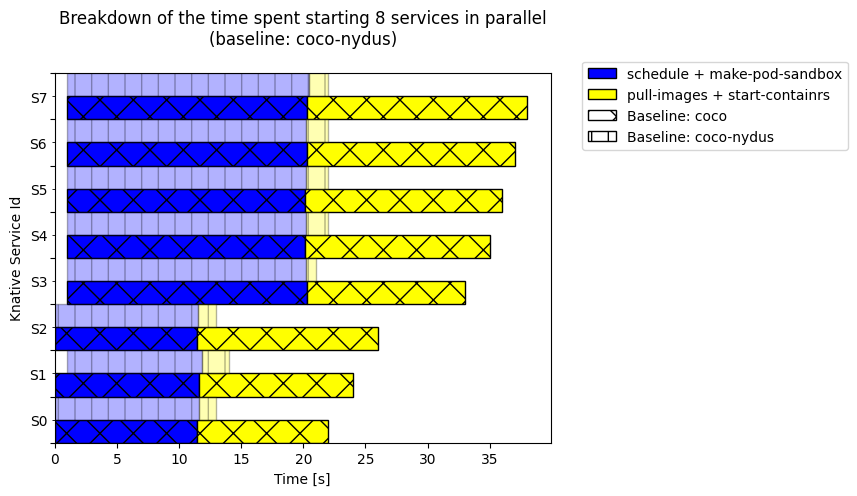 Breakdown of the time spent starting 8 services in parallel
(baseline: coco-nydus)
schedule + make-pod-sandbox
pull-images + start-containrs
Baseline: coco
Baseline: coco-nydus
Knative Service Id
S7
S6
S5
S4
S3
S2
S1
S0
0 5 10 15 20 25 30 35
Time [s]